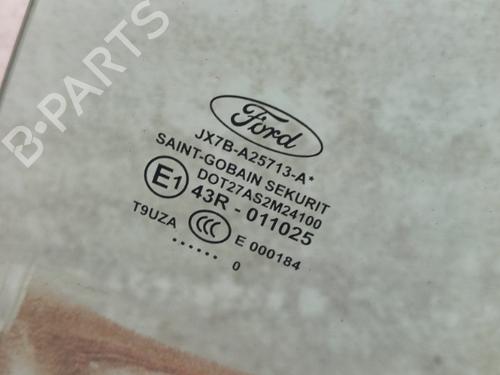 B-PARTS
Ford
JX7B-A25713-A*
SAINT-GOBAIN SEKURIT
DOT27AS2M24100
E1 43R - 011025
T9UZA CCC E 000184
...... 0